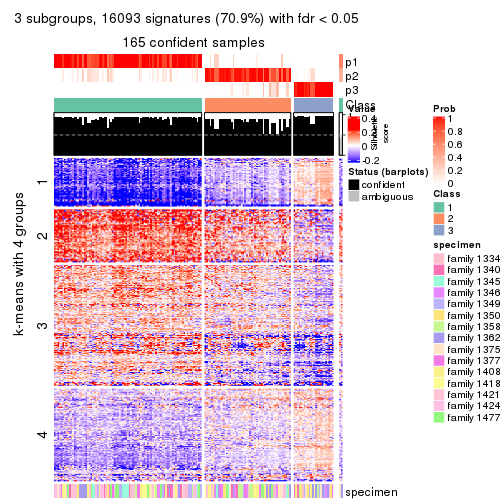 3 subgroups, 16093 signatures (70.9%) with fdr < 0.05
165 confident samples
p1
p2
p3
Class
1
2
3
4
k-means with 4 groups
specimen
Value
0.4
0.2
0
-0.2
Silhouette
score
Status (barplots)
confident
ambiguous
Prob
1
0.8
0.6
0.4
0.2
0
Class
1
2
3
specimen
family 1334
family 1340
family 1345
family 1346
family 1349
family 1350
family 1358
family 1362
family 1375
family 1377
family 1408
family 1418
family 1421
family 1424
family 1477